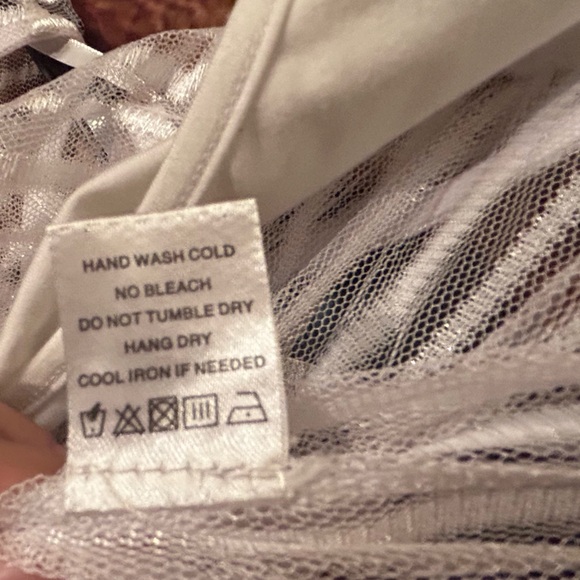 HAND WASH COLD
NO BLEACH
DO NOT TUMBLE DRY
HANG DRY
COOL IRON IF NEEDED